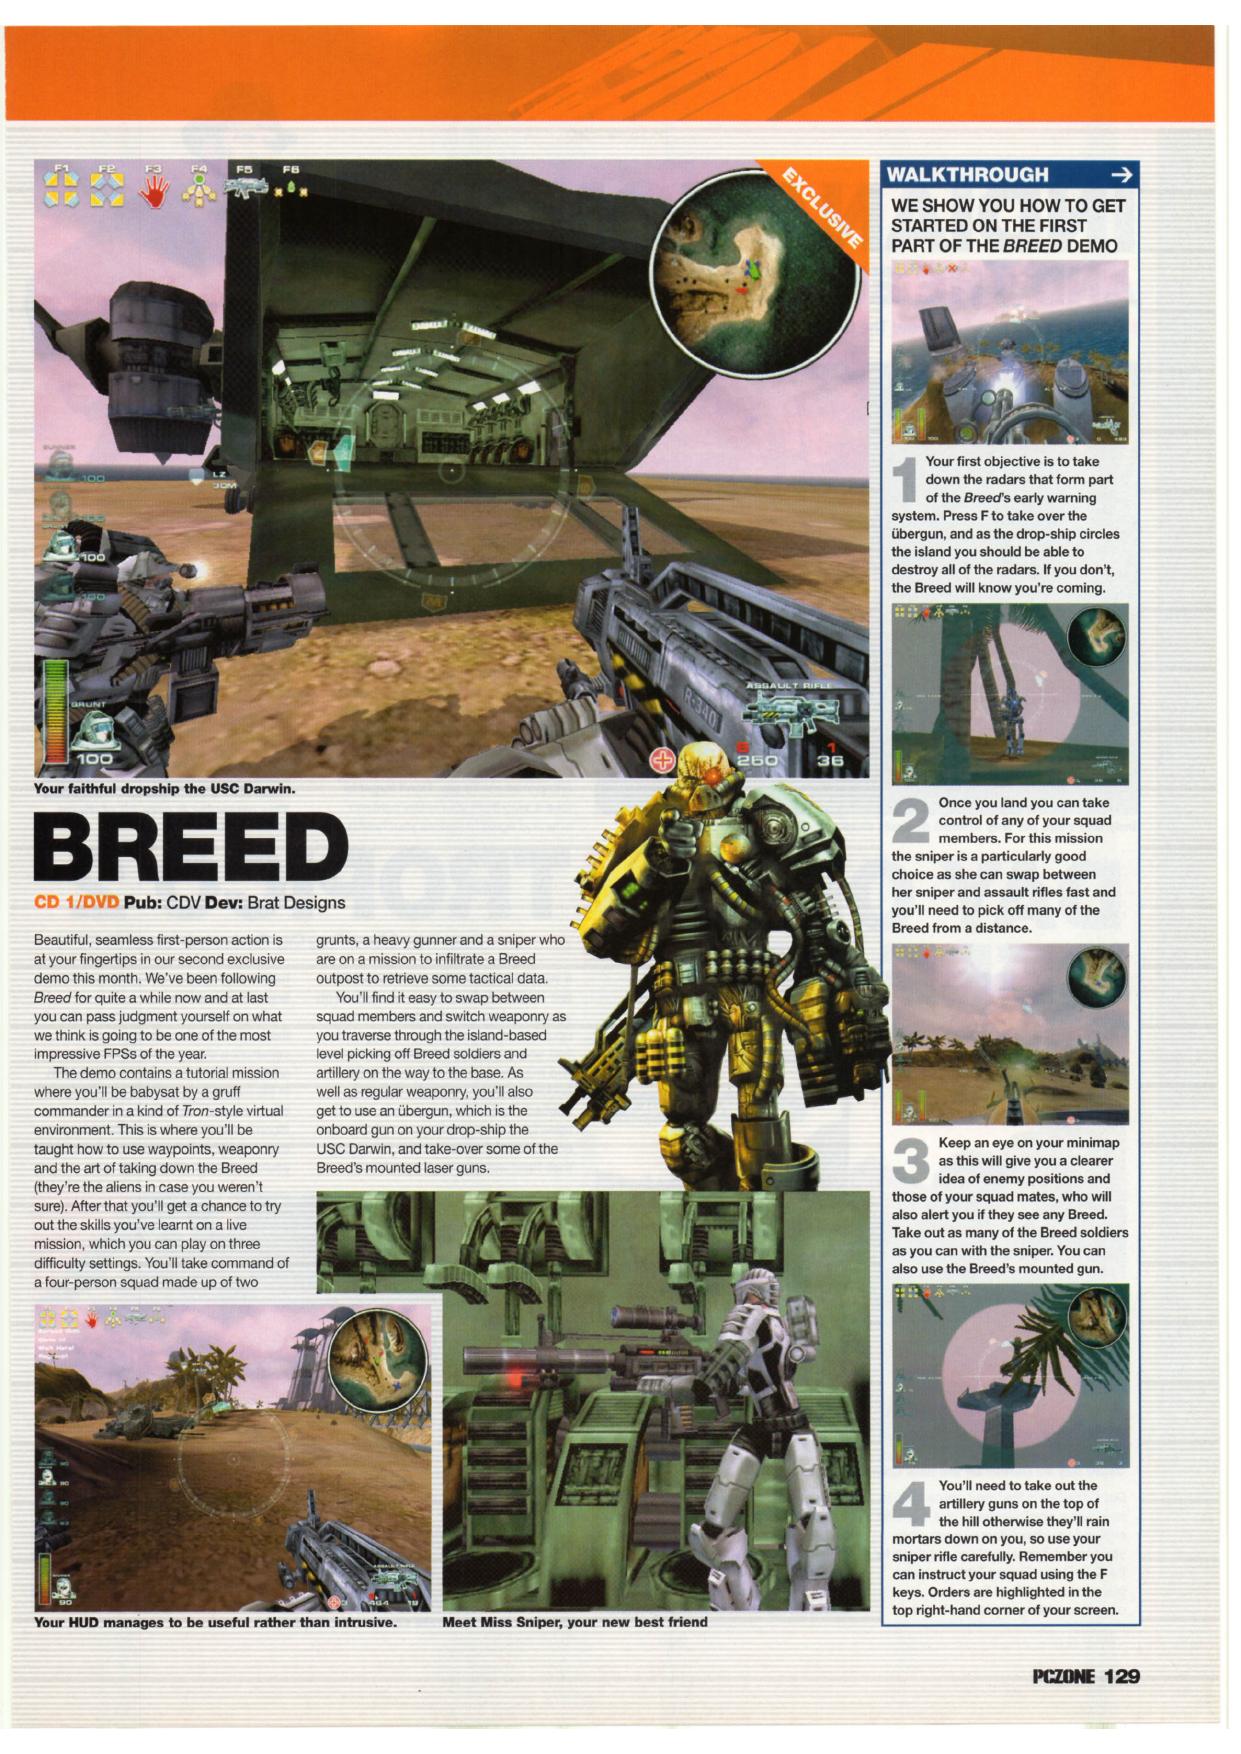 F1 F2 F3 F4 F5 F6
EXCLUSIVE
GUNNER
100
LZ
30M
100
100
GRUNT
100
R-340
ASSAULT RIFLE
6 1
250 36
Your faithful dropship the USC Darwin.
BREED
CD 1/DVD Pub: CDV Dev: Brat Designs
Beautiful, seamless first-person action is
at your fingertips in our second exclusive
demo this month. We've been following
Breed for quite a while now and at last
you can pass judgment yourself on what
we think is going to be one of the most
impressive FPSs of the year.
The demo contains a tutorial mission
where you'll be babysat by a gruff
commander in a kind of Tron-style virtual
environment. This is where you'll be
taught how to use waypoints, weaponry
and the art of taking down the Breed
(they're the aliens in case you weren't
sure). After that you'll get a chance to try
out the skills you've learnt on a live
mission, which you can play on three
difficulty settings. You'll take command of
a four-person squad made up of two
grunts, a heavy gunner and a sniper who
are on a mission to infiltrate a Breed
outpost to retrieve some tactical data.
You'll find it easy to swap between
squad members and switch weaponry as
you traverse through the island-based
level picking off Breed soldiers and
artillery on the way to the base. As
well as regular weaponry, you'll also
get to use an übergun, which is the
onboard gun on your drop-ship the
USC Darwin, and take-over some of the
Breed's mounted laser guns.
Your HUD manages to be useful rather than intrusive.
Meet Miss Sniper, your new best friend
WALKTHROUGH →
WE SHOW YOU HOW TO GET
STARTED ON THE FIRST
PART OF THE BREED DEMO
1 Your first objective is to take
down the radars that form part
of the Breed's early warning
system. Press F to take over the
übergun, and as the drop-ship circles
the island you should be able to
destroy all of the radars. If you don't,
the Breed will know you're coming.
2 Once you land you can take
control of any of your squad
members. For this mission
the sniper is a particularly good
choice as she can swap between
her sniper and assault rifles fast and
you'll need to pick off many of the
Breed from a distance.
3 Keep an eye on your minimap
as this will give you a clearer
idea of enemy positions and
those of your squad mates, who will
also alert you if they see any Breed.
Take out as many of the Breed soldiers
as you can with the sniper. You can
also use the Breed's mounted gun.
4 You'll need to take out the
artillery guns on the top of
the hill otherwise they'll rain
mortars down on you, so use your
sniper rifle carefully. Remember you
can instruct your squad using the F
keys. Orders are highlighted in the
top right-hand corner of your screen.
PCZONE 129